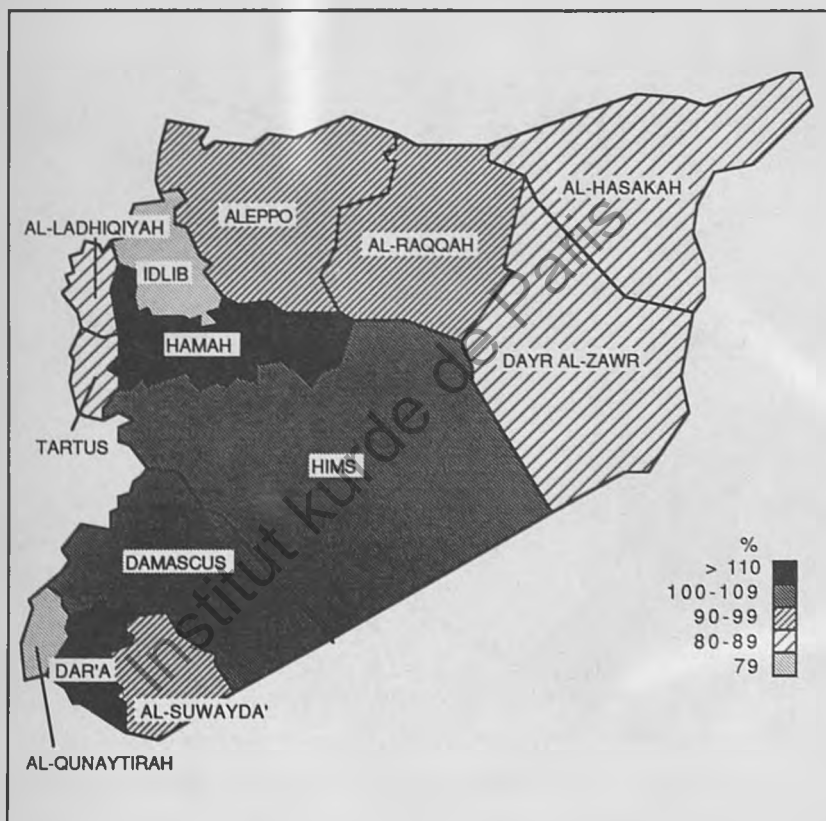 AL-HASAKAH
ALEPPO
AL-LADHIQIYAH
AL-RAQQAH
IDLIB
HAMAH
DAYR AL-ZAWR
TARTUS
HIMS
DAMASCUS
DAR'A
AL-SUWAYDA'
AL-QUNAYTIRAH
%
> 110
100-109
90-99
80-89
79
Institut kurde de Paris